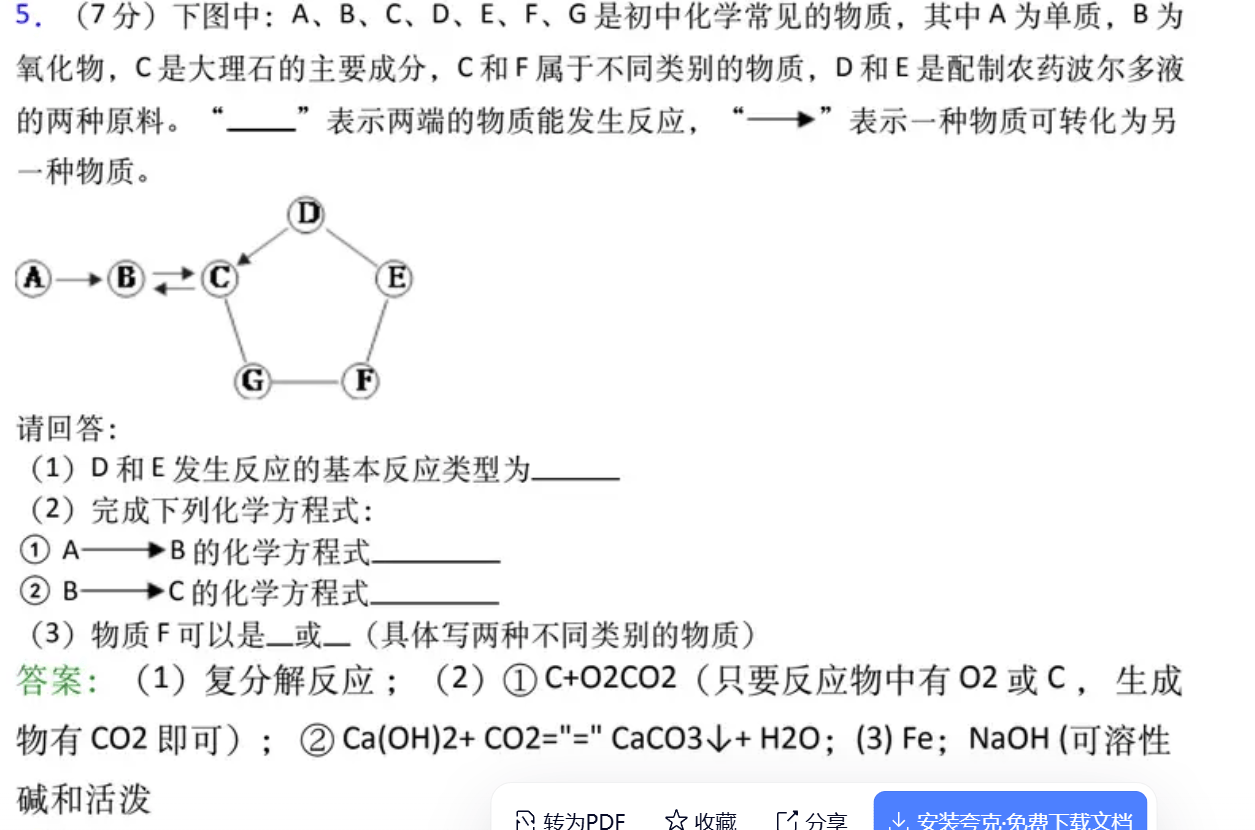 5. （7分）下图中：A、B、C、D、E、F、G是初中化学常见的物质，其中A为单质，B为
氧化物，C是大理石的主要成分，C和F属于不同类别的物质，D和E是配制农药波尔多液
的两种原料。“____”表示两端的物质能发生反应，“——▶”表示一种物质可转化为另
一种物质。
D
A B C E
G F
请回答：
（1）D和E发生反应的基本反应类型为______
（2）完成下列化学方程式：
① A——▶B的化学方程式________
② B——▶C的化学方程式________
（3）物质F可以是__或__（具体写两种不同类别的物质）
答案：（1）复分解反应；（2）①C+O2CO2（只要反应物中有O2或C，生成
物有CO2即可）；②Ca(OH)2+ CO2="=" CaCO3↓+ H2O；(3) Fe；NaOH (可溶性
碱和活泼
转为PDF 收藏 分享 安装夸克·免费下载文档